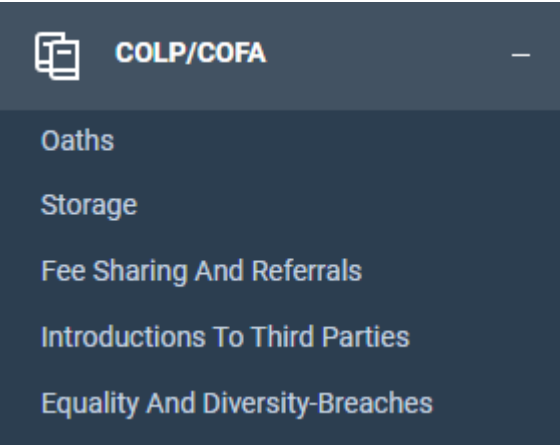 COLP/COFA
Oaths
Storage
Fee Sharing And Referrals
Introductions To Third Parties
Equality And Diversity-Breaches